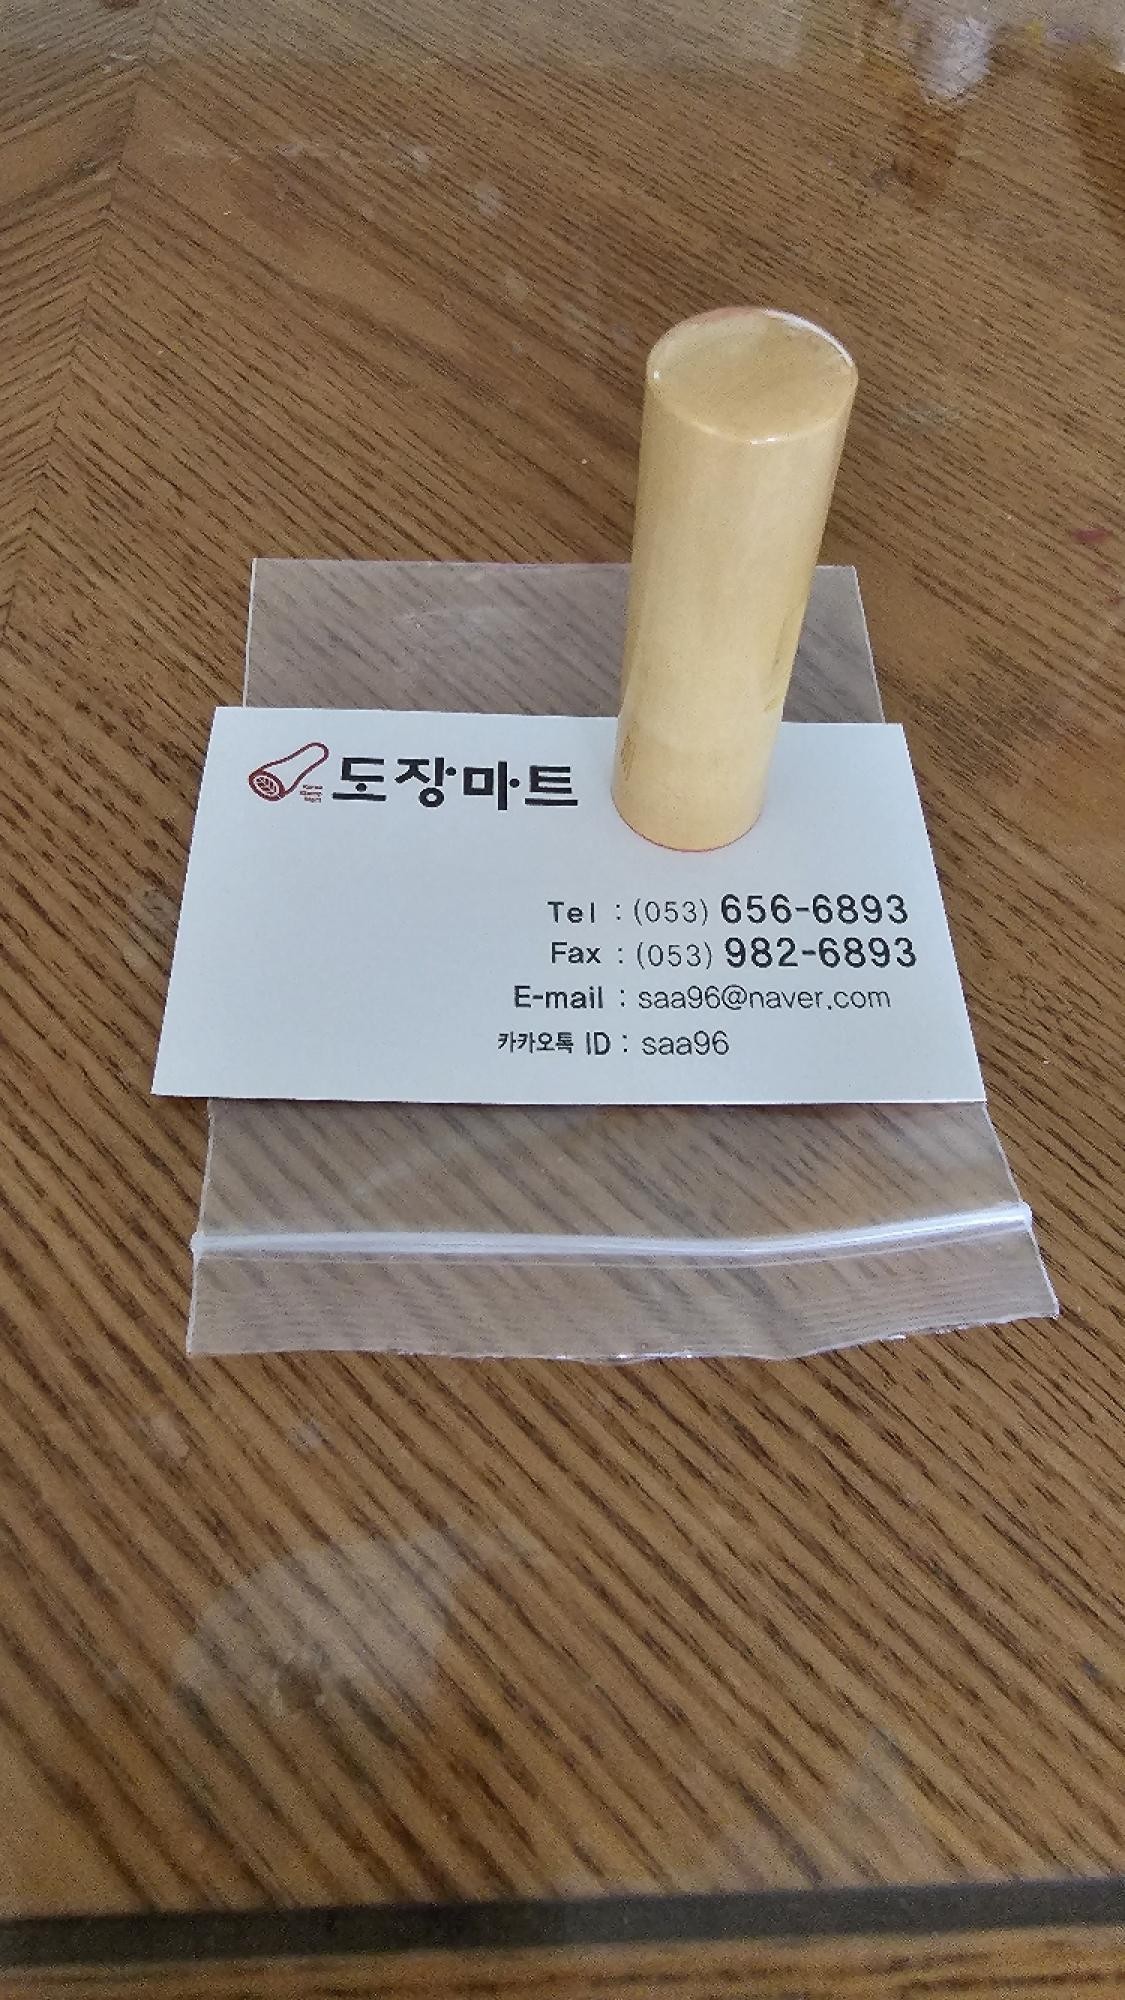 도장마트
Tel : (053) 656-6893
Fax : (053) 982-6893
E-mail : saa96@naver.com
카카오톡 ID : saa96